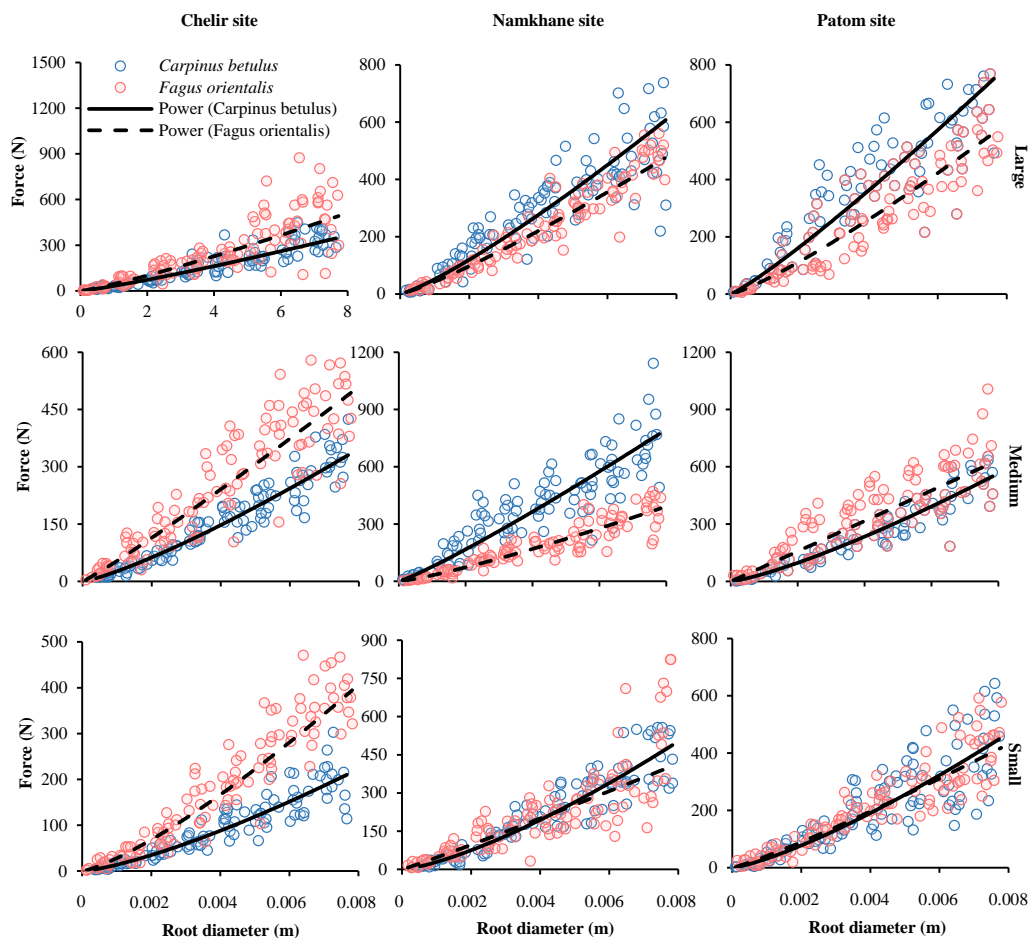 Chelir site
Namkhane site
Patom site
1500
1200
900
600
300
0
Force (N)
Carpinus betulus
Fagus orientalis
Power (Carpinus betulus)
Power (Fagus orientalis)
0 2 4 6 8
800
600
400
200
0
800
600
400
200
0
Large
600
450
300
150
0
Force (N)
1200
900
600
300
0
1200
900
600
300
0
Medium
500
400
300
200
100
0
Force (N)
0 0.002 0.004 0.006 0.008
Root diameter (m)
900
750
600
450
300
150
0
0 0.002 0.004 0.006 0.008
Root diameter (m)
800
600
400
200
0
0 0.002 0.004 0.006 0.008
Root diameter (m)
Small